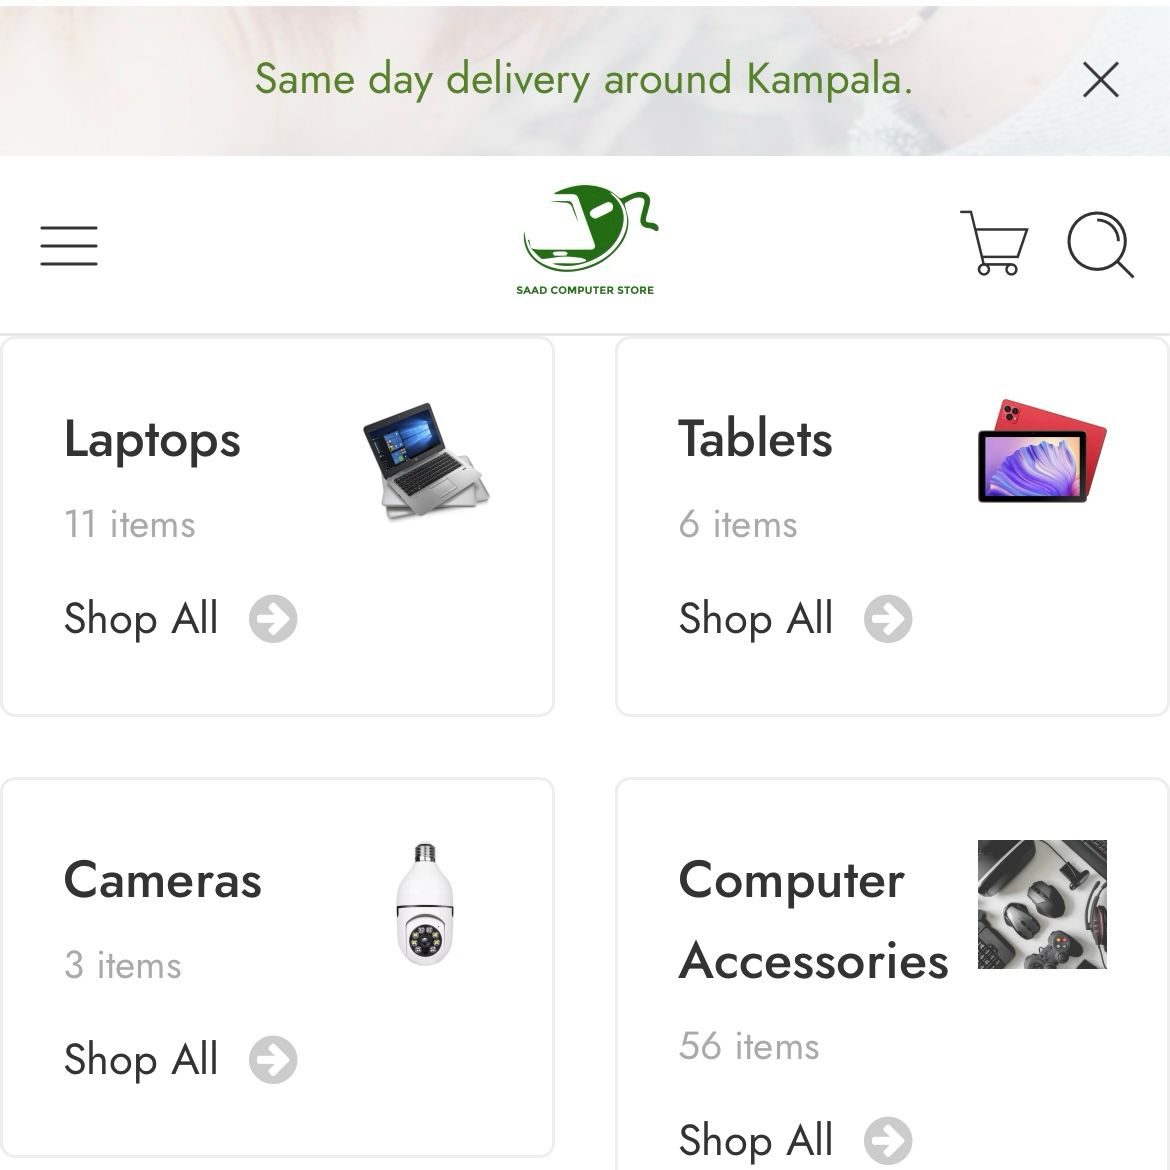 Same day delivery around Kampala.
SAAD COMPUTER STORE
Laptops
11 items
Shop All
Tablets
6 items
Shop All
Cameras
3 items
Shop All
Computer
Accessories
56 items
Shop All